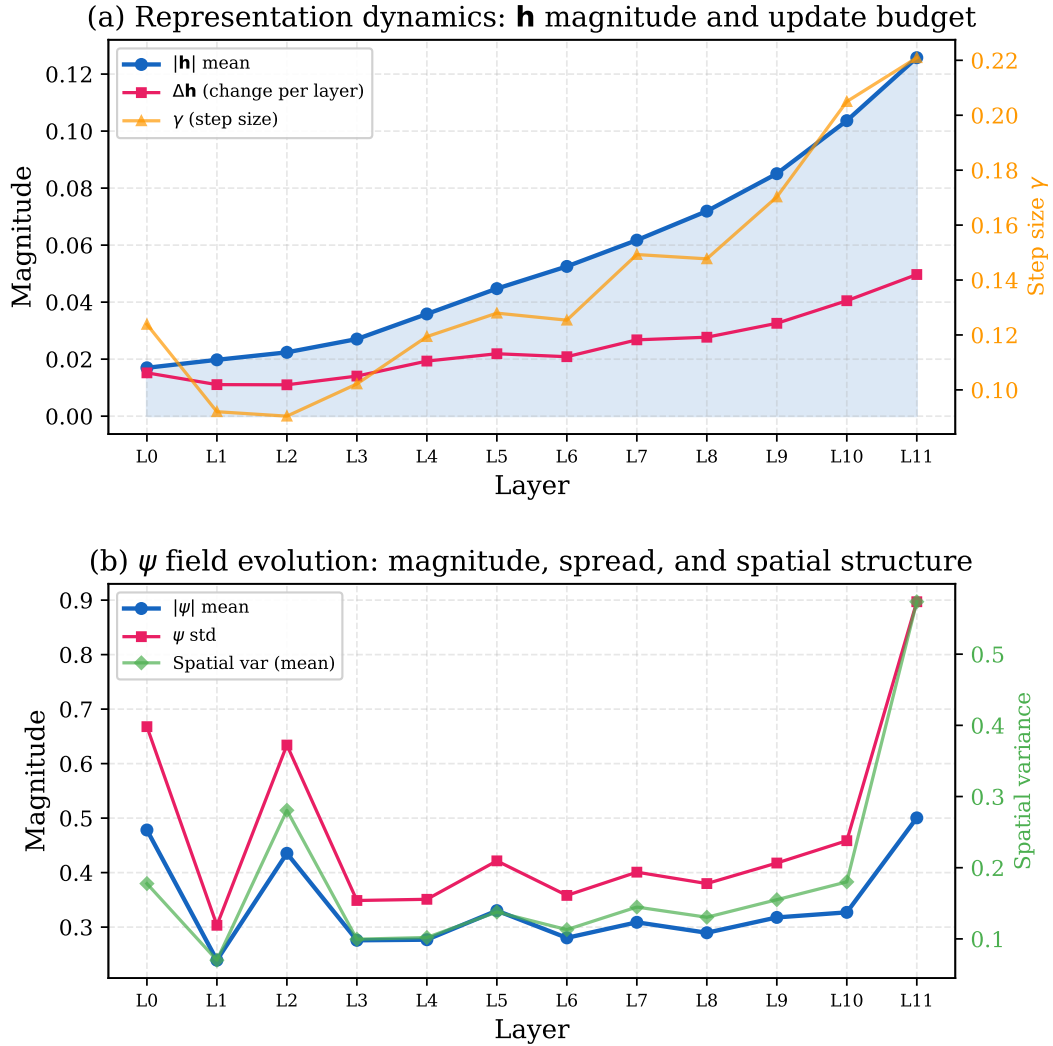 (a) Representation dynamics: h magnitude and update budget
|h| mean
Δh (change per layer)
γ (step size)
Magnitude
0.12
0.10
0.08
0.06
0.04
0.02
0.00
Step size γ
0.22
0.20
0.18
0.16
0.14
0.12
0.10
L0 L1 L2 L3 L4 L5 L6 L7 L8 L9 L10 L11
Layer
(b) ψ field evolution: magnitude, spread, and spatial structure
|ψ| mean
ψ std
Spatial var (mean)
Magnitude
0.9
0.8
0.7
0.6
0.5
0.4
0.3
Spatial variance
0.5
0.4
0.3
0.2
0.1
L0 L1 L2 L3 L4 L5 L6 L7 L8 L9 L10 L11
Layer